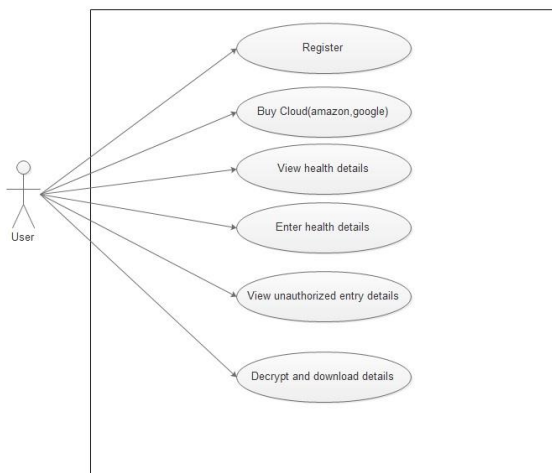 Register
Buy Cloud(amazon,google)
View health details
User
Enter health details
View unauthorized entry details
Decrypt and download details